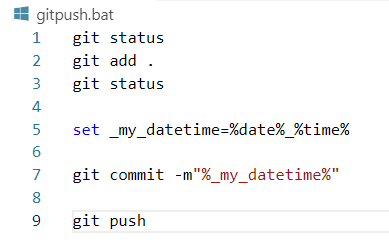 gitpush.bat
1 git status
2 git add .
3 git status
4
5 set _my_datetime=%date%_%time%
6
7 git commit -m"%_my_datetime%"
8
9 git push